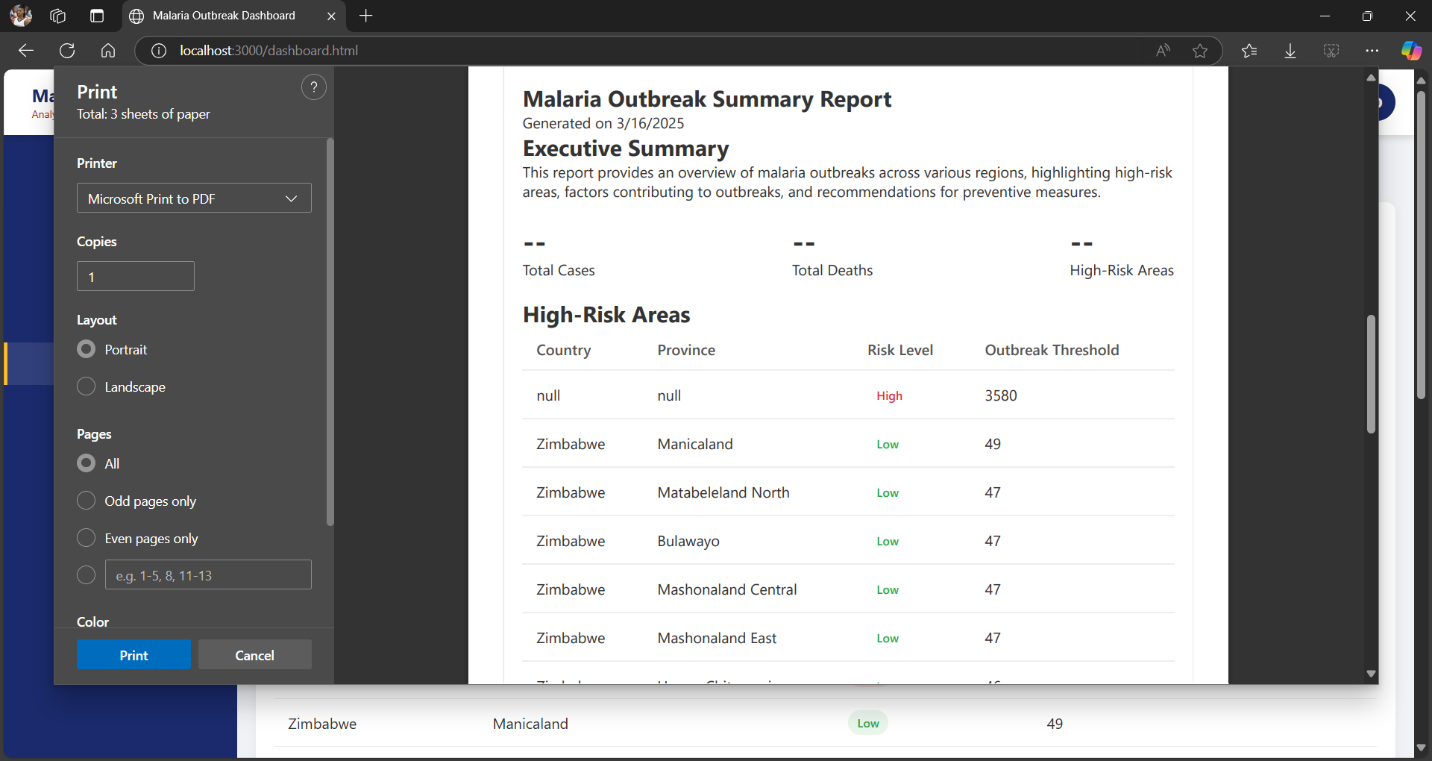 Malaria Outbreak Dashboard
localhost:3000/dashboard.html
Ma
Analy
Print
?
Total: 3 sheets of paper
Printer
Microsoft Print to PDF
Copies
1
Layout
Portrait
Landscape
Pages
All
Odd pages only
Even pages only
e.g. 1-5, 8, 11-13
Color
Print Cancel
Malaria Outbreak Summary Report
Generated on 3/16/2025
Executive Summary
This report provides an overview of malaria outbreaks across various regions, highlighting high-risk
areas, factors contributing to outbreaks, and recommendations for preventive measures.
-- -- --
Total Cases Total Deaths High-Risk Areas
High-Risk Areas
Country Province Risk Level Outbreak Threshold
null null High 3580
Zimbabwe Manicaland Low 49
Zimbabwe Matabeleland North Low 47
Zimbabwe Bulawayo Low 47
Zimbabwe Mashonaland Central Low 47
Zimbabwe Mashonaland East Low 47
Zimbabwe Manicaland Low 49